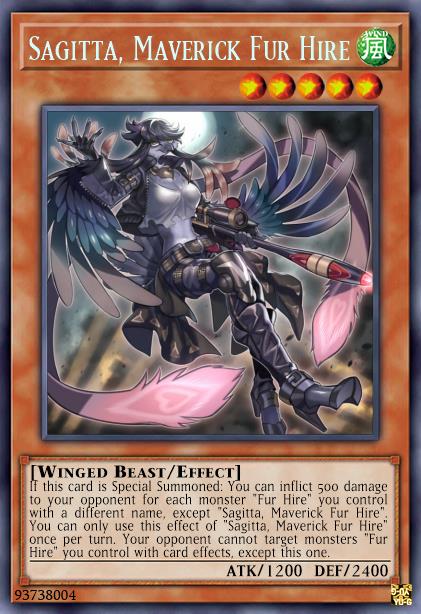 Sagitta, Maverick Fur Hire
WIND
風
[Winged Beast/Effect]
If this card is Special Summoned: You can inflict 500 damage
to your opponent for each monster "Fur Hire" you control
with a different name, except "Sagitta, Maverick Fur Hire".
You can only use this effect of "Sagitta, Maverick Fur Hire"
once per turn. Your opponent cannot target monsters "Fur
Hire" you control with card effects, except this one.
ATK/1200 DEF/2400
93738004